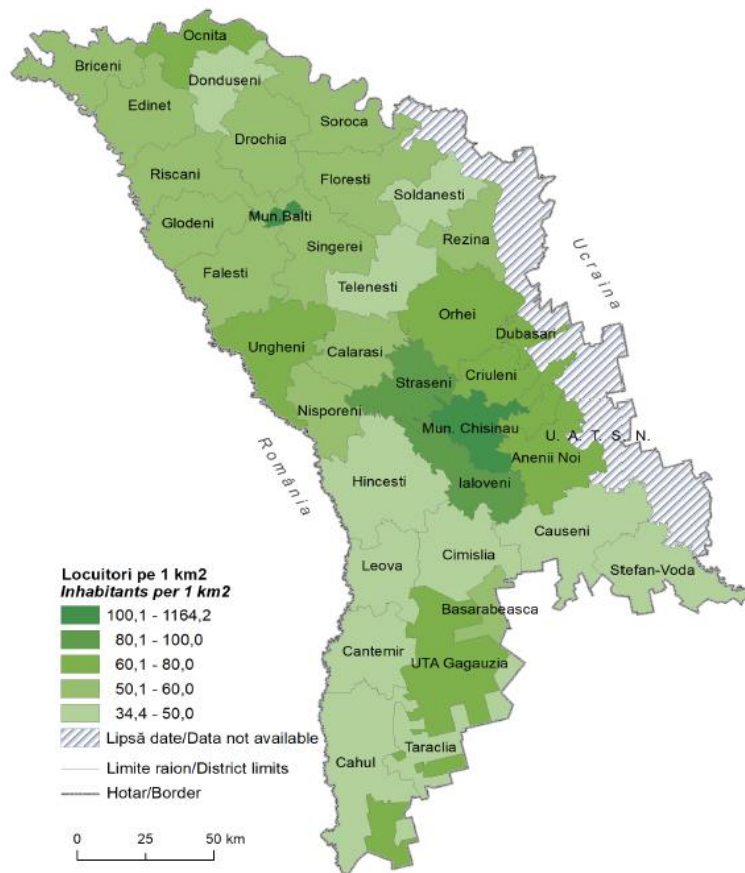 Ocnita
Briceni
Donduseni
Edinet
Soroca
Drochia
Riscani
Floresti
Soldanesti
Glodeni
Mun.Balti
Singerei
Rezina
Ucraina
Falesti
Telenesti
Orhei
Dubasari
Ungheni
Calarasi
Straseni
Criuleni
Nisporeni
Mun. Chisinau
U. A. T. S. N.
Anenii Noi
România
Hincesti
Ialoveni
Causeni
Leova
Cimislia
Stefan-Voda
Basarabeasca
Cantemir
UTA Gagauzia
Taraclia
Cahul
Locuitori pe 1 km2
Inhabitants per 1 km2
100,1 - 1164,2
80,1 - 100,0
60,1 - 80,0
50,1 - 60,0
34,4 - 50,0
Lipsă date/Data not available
Limite raion/District limits
Hotar/Border
0 25 50 km